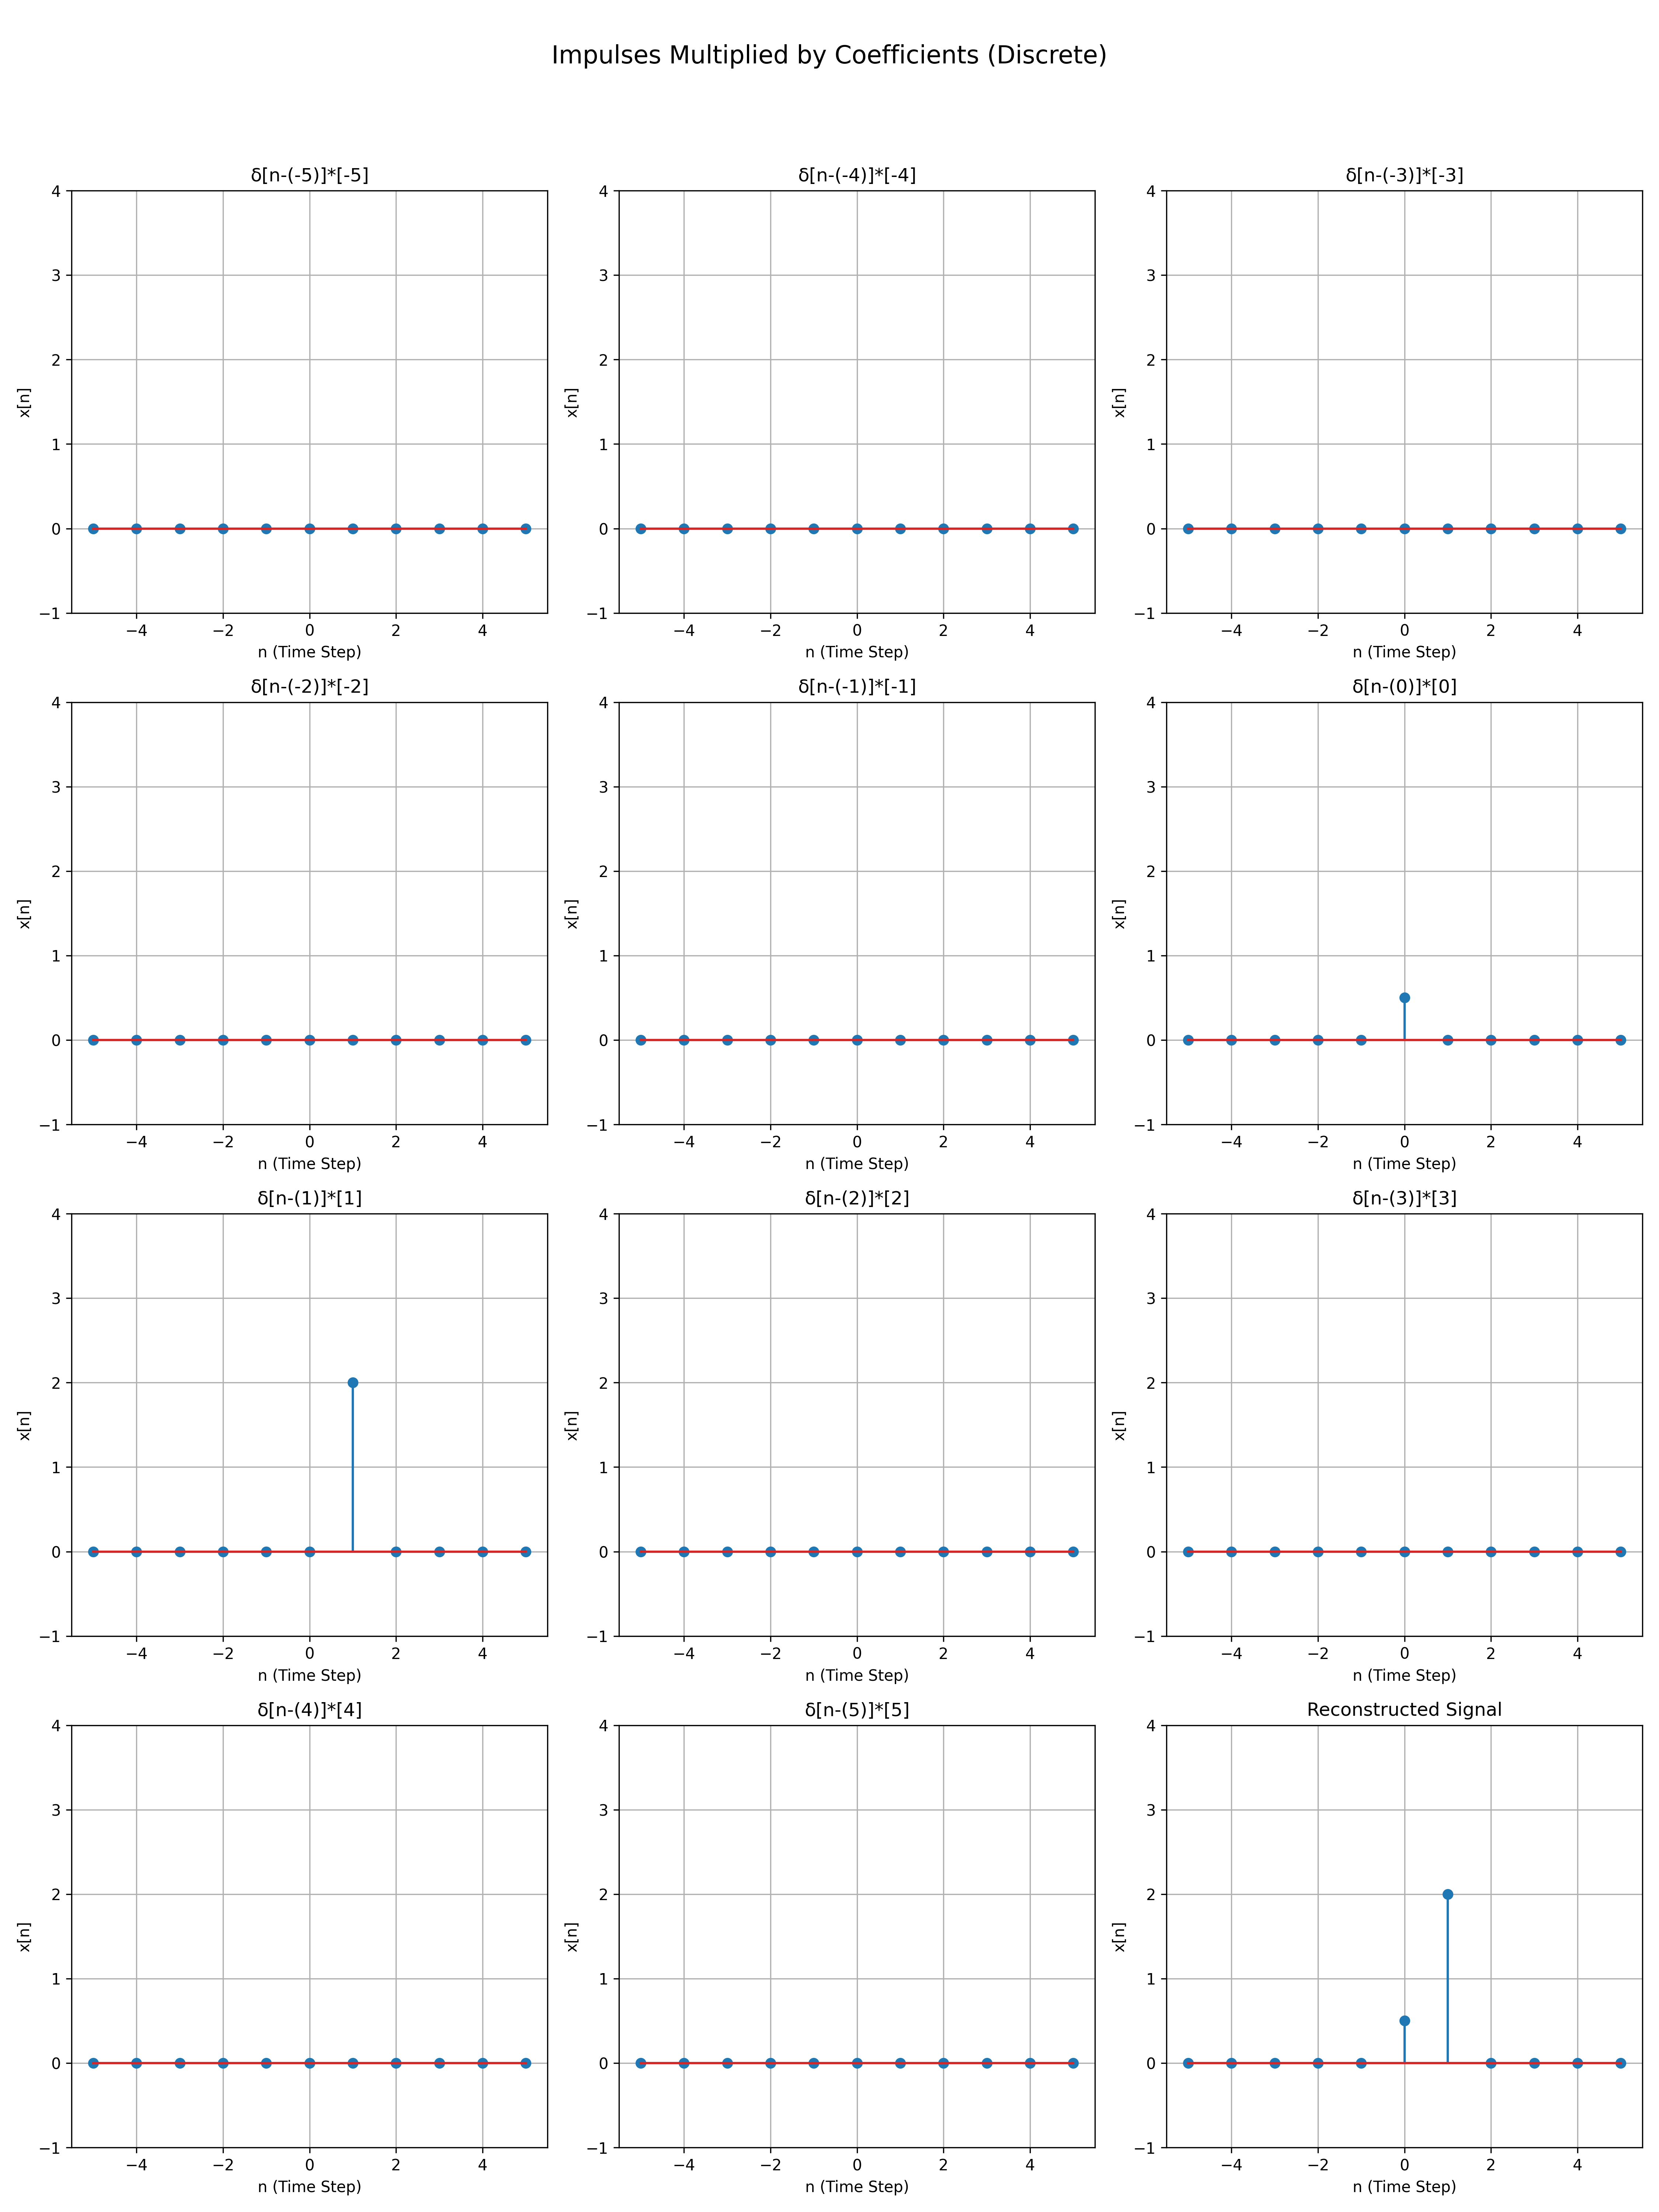 Impulses Multiplied by Coefficients (Discrete)
δ[n-(-5)]*[-5]
4
3
2
1
0
−1
x[n]
−4 −2 0 2 4
n (Time Step)
δ[n-(-4)]*[-4]
4
3
2
1
0
−1
x[n]
−4 −2 0 2 4
n (Time Step)
δ[n-(-3)]*[-3]
4
3
2
1
0
−1
x[n]
−4 −2 0 2 4
n (Time Step)
δ[n-(-2)]*[-2]
4
3
2
1
0
−1
x[n]
−4 −2 0 2 4
n (Time Step)
δ[n-(-1)]*[-1]
4
3
2
1
0
−1
x[n]
−4 −2 0 2 4
n (Time Step)
δ[n-(0)]*[0]
4
3
2
1
0
−1
x[n]
−4 −2 0 2 4
n (Time Step)
δ[n-(1)]*[1]
4
3
2
1
0
−1
x[n]
−4 −2 0 2 4
n (Time Step)
δ[n-(2)]*[2]
4
3
2
1
0
−1
x[n]
−4 −2 0 2 4
n (Time Step)
δ[n-(3)]*[3]
4
3
2
1
0
−1
x[n]
−4 −2 0 2 4
n (Time Step)
δ[n-(4)]*[4]
4
3
2
1
0
−1
x[n]
−4 −2 0 2 4
n (Time Step)
δ[n-(5)]*[5]
4
3
2
1
0
−1
x[n]
−4 −2 0 2 4
n (Time Step)
Reconstructed Signal
4
3
2
1
0
−1
x[n]
−4 −2 0 2 4
n (Time Step)